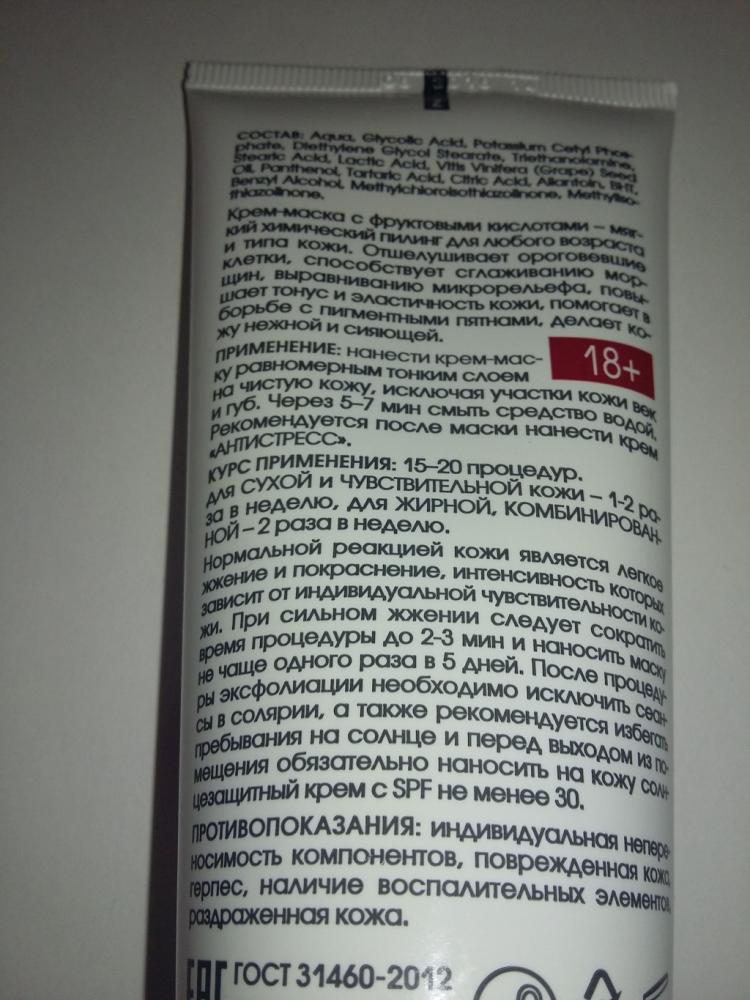 СОСТАВ: Aqua, Glycolic Acid, Potassium Cetyl Phos-
phate, Diethylene Glycol Stearate, Triethanolamine,
Stearic Acid, Lactic Acid, Vitis Vinifera (Grape) Seed
Oil, Panthenol, Tartaric Acid, Citric Acid, Allantoin, BHT,
Benzyl Alcohol, Methylchloroisothiazolinone, Methyliso-
thiazolinone.
Крем-маска с фруктовыми кислотами – мяг-
кий химический пилинг для любого возраста
и типа кожи. Отшелушивает ороговевшие
клетки, способствует сглаживанию мор-
щин, выравниванию микрорельефа, повы-
шает тонус и эластичность кожи, помогает в
борьбе с пигментными пятнами, делает ко-
жу нежной и сияющей.
ПРИМЕНЕНИЕ: нанести крем-мас-
ку равномерным тонким слоем
18+
на чистую кожу, исключая участки кожи век
и губ. Через 5–7 мин смыть средство водой.
Рекомендуется после маски нанести крем
«АНТИСТРЕСС».
КУРС ПРИМЕНЕНИЯ: 15–20 процедур.
для СУХОЙ и ЧУВСТВИТЕЛЬНОЙ кожи – 1-2 ра-
за в неделю, для ЖИРНОЙ, КОМБИНИРОВАН-
НОЙ – 2 раза в неделю.
Нормальной реакцией кожи является легкое
жжение и покраснение, интенсивность которых
зависит от индивидуальной чувствительности ко-
жи. При сильном жжении следует сократить
время процедуры до 2-3 мин и наносить маску
не чаще одного раза в 5 дней. После процеду-
ры эксфолиации необходимо исключить сеан-
сы в солярии, а также рекомендуется избегать
пребывания на солнце и перед выходом из по-
мещения обязательно наносить на кожу солн-
цезащитный крем с SPF не менее 30.
ПРОТИВОПОКАЗАНИЯ: индивидуальная непере-
носимость компонентов, поврежденная кожа,
герпес, наличие воспалительных элементов,
раздраженная кожа.
ЕАС ГОСТ 31460-2012